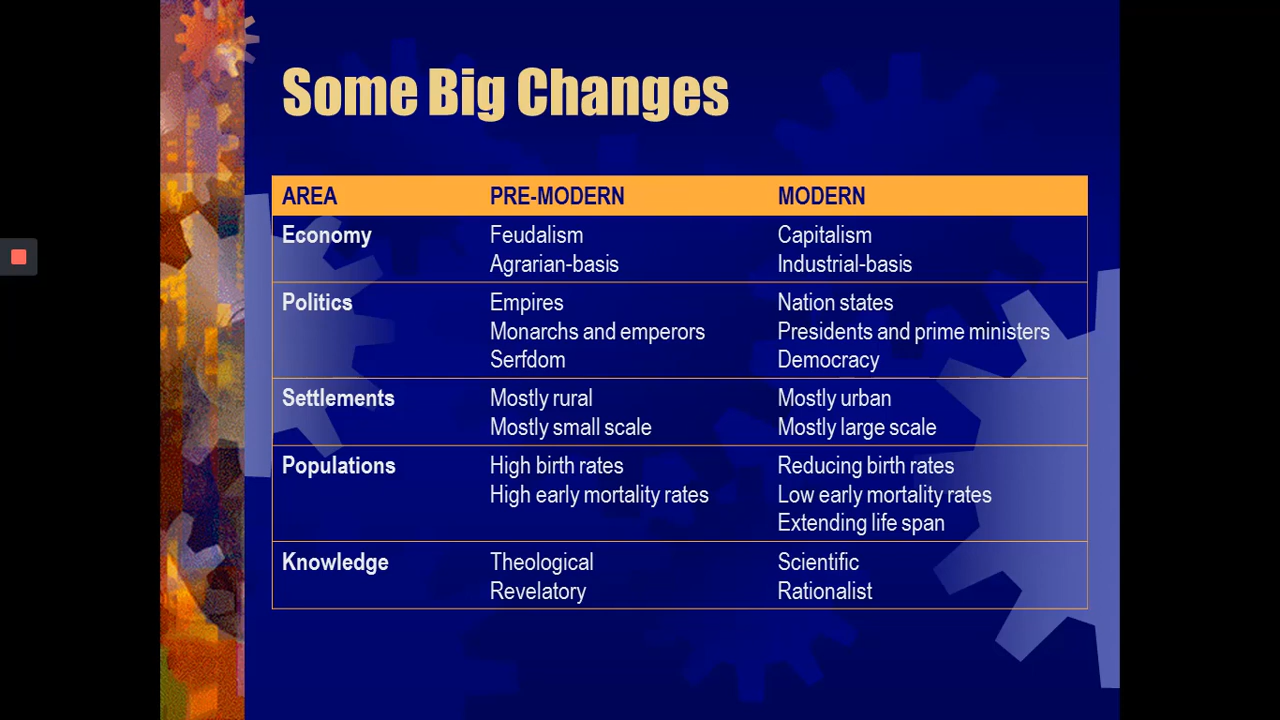 Some Big Changes
AREA PRE-MODERN MODERN
Economy Feudalism Capitalism
Agrarian-basis Industrial-basis
Politics Empires Nation states
Monarchs and emperors Presidents and prime ministers
Serfdom Democracy
Settlements Mostly rural Mostly urban
Mostly small scale Mostly large scale
Populations High birth rates Reducing birth rates
High early mortality rates Low early mortality rates
Extending life span
Knowledge Theological Scientific
Revelatory Rationalist